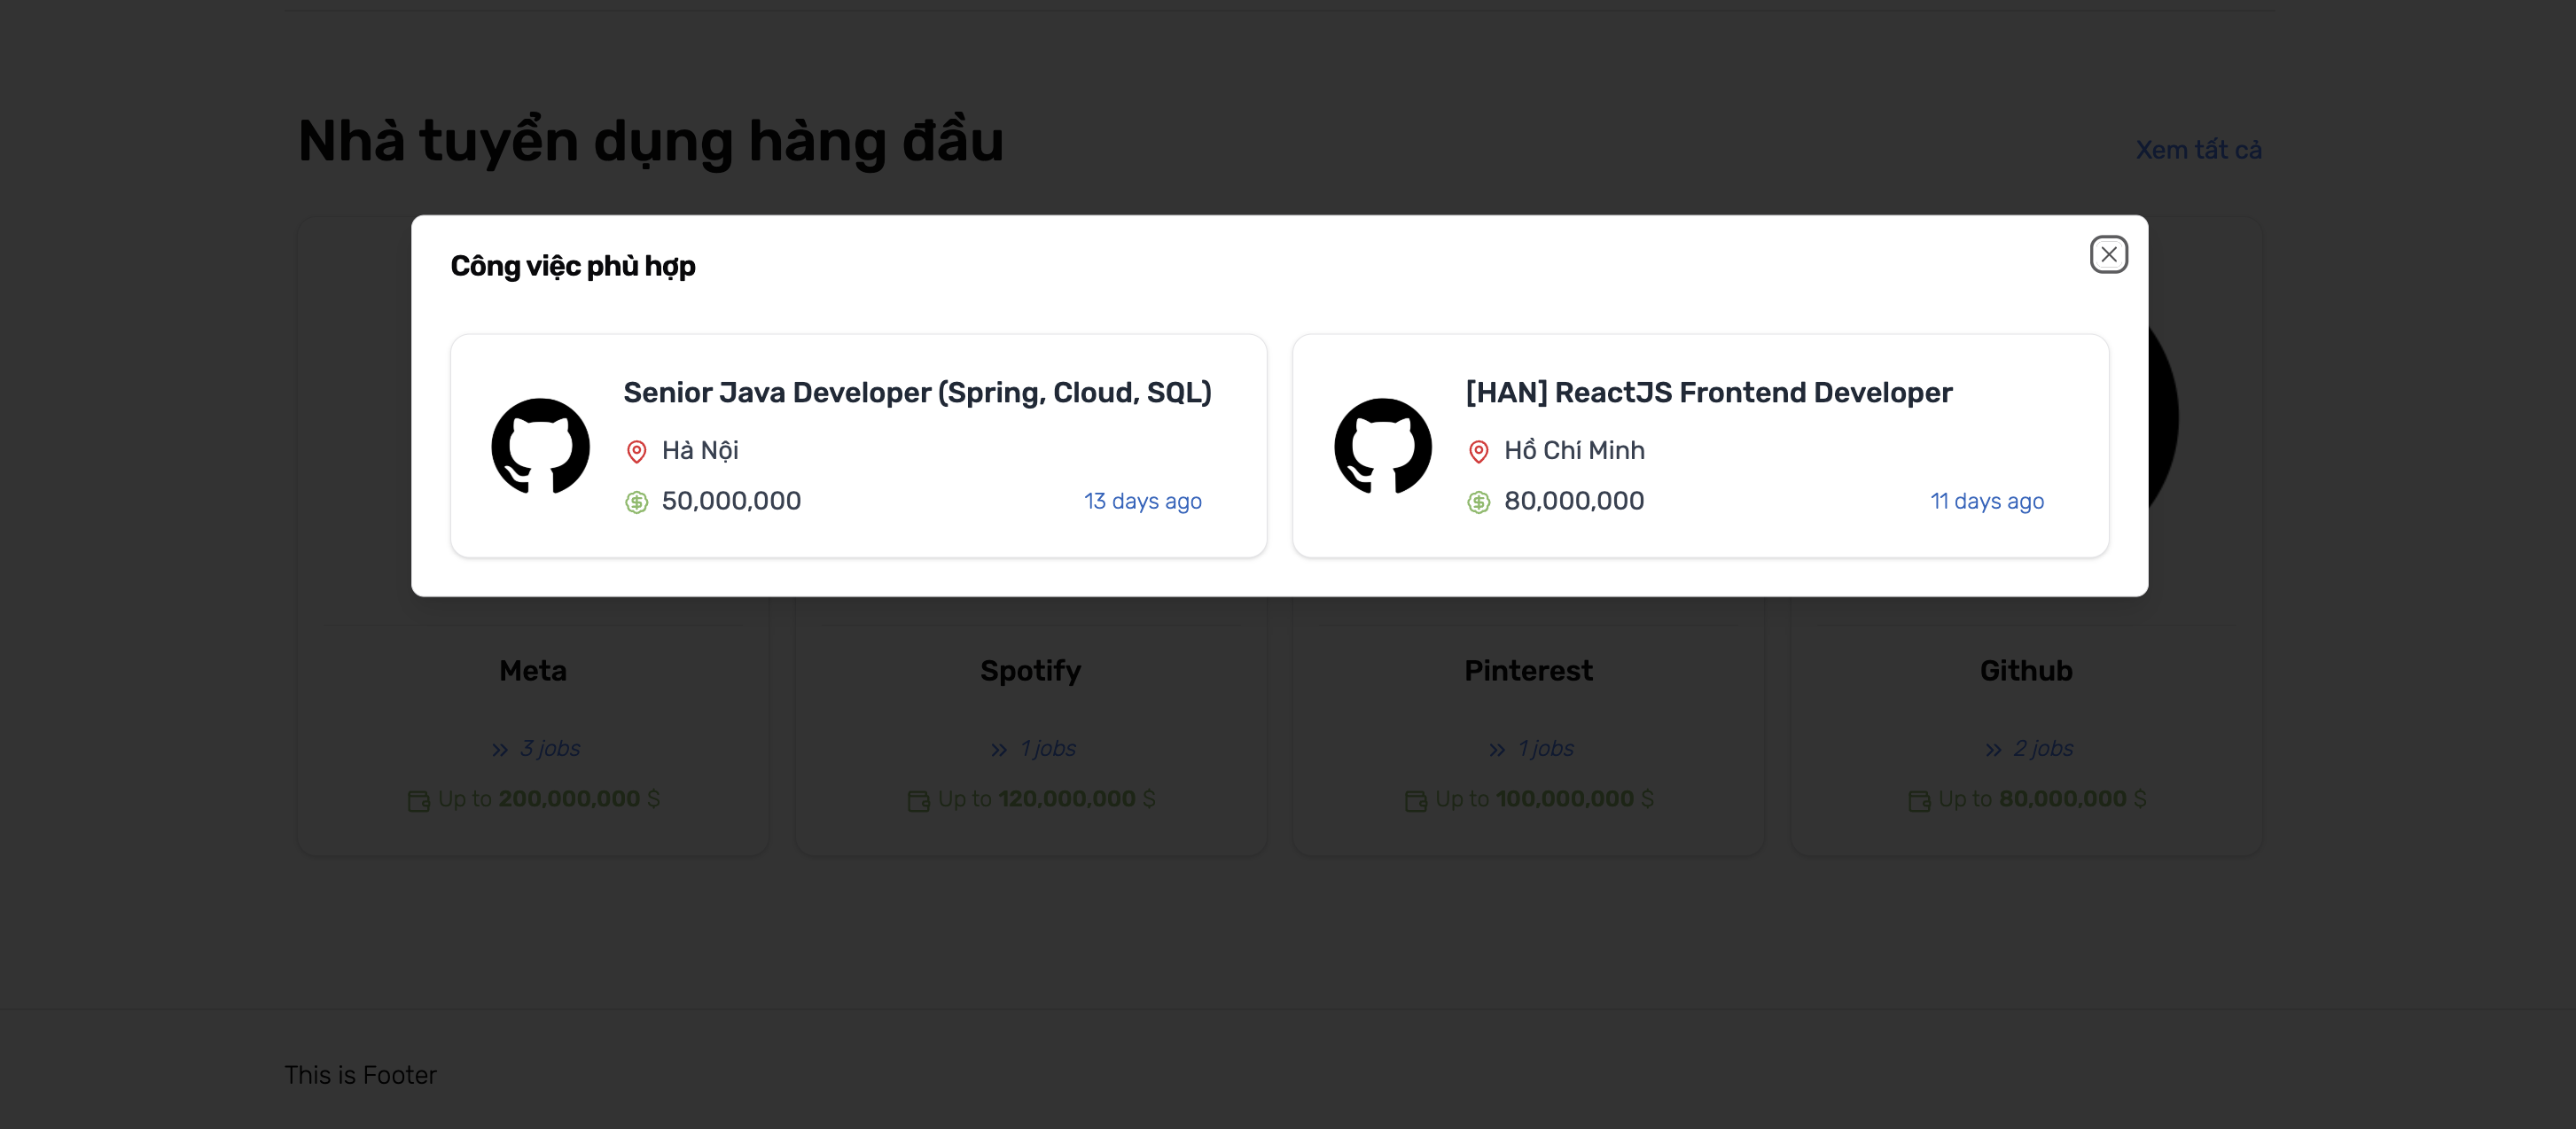 Nhà tuyển dụng hàng đầu
Xem tất cả
Công việc phù hợp
Senior Java Developer (Spring, Cloud, SQL)
Hà Nội
50,000,000
13 days ago
[HAN] ReactJS Frontend Developer
Hồ Chí Minh
80,000,000
11 days ago
Meta
3 jobs
Up to 200,000,000 $
Spotify
1 jobs
Up to 120,000,000 $
Pinterest
1 jobs
Up to 100,000,000 $
Github
2 jobs
Up to 80,000,000 $
This is Footer